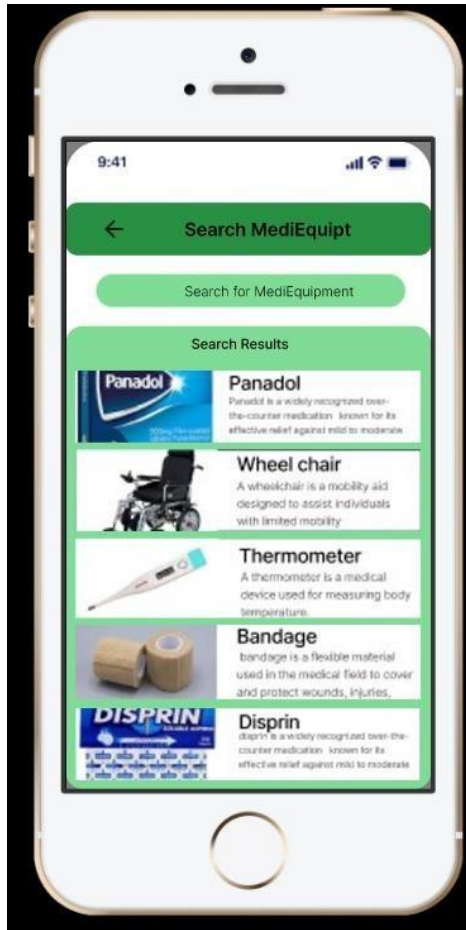 9:41
Search MediEquipt
Search for MediEquipment
Search Results
Panadol
Panadol
Panadol is a widely recognized over-
the-counter medication known for its
effective relief against mild to moderate
Wheel chair
A wheelchair is a mobility aid
designed to assist individuals
with limited mobility
Thermometer
A thermometer is a medical
device used for measuring body
temperature.
Bandage
bandage is a flexible material
used in the medical field to cover
and protect wounds, injuries,
DISPRIN
Disprin
disprin is a widely recognized over-the-
counter medication known for its
effective relief against mild to moderate